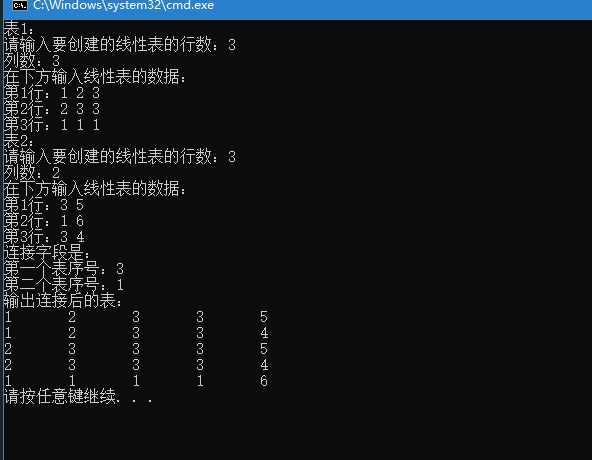 C:\Windows\system32\cmd.exe
表1:
请输入要创建的线性表的行数: 3
列数: 3
在下方输入线性表的数据:
第1行: 1 2 3
第2行: 2 3 3
第3行: 1 1 1
表2:
请输入要创建的线性表的行数: 3
列数: 2
在下方输入线性表的数据:
第1行: 3 5
第2行: 1 6
第3行: 3 4
连接字段是:
第一个表序号: 3
第二个表序号: 1
输出连接后的表:
1 2 3 3 5
1 2 3 3 4
2 3 3 3 5
2 3 3 3 4
1 1 1 1 6
请按任意键继续. . .